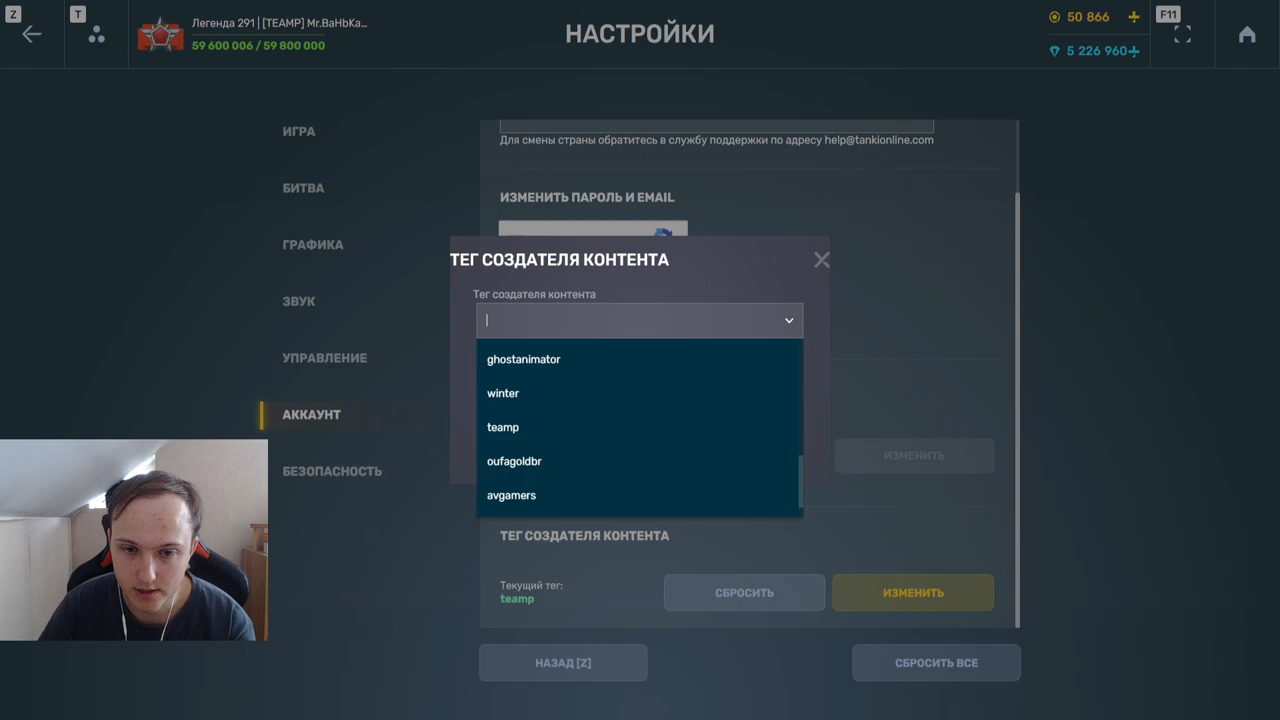 Z
T
Легенда 291 | [TEAMP] Mr.BaHbKa...
59 600 006 / 59 800 000
НАСТРОЙКИ
50 866
5 226 960
F11
ИГРА
БИТВА
ГРАФИКА
ЗВУК
УПРАВЛЕНИЕ
АККАУНТ
БЕЗОПАСНОСТЬ
Для смены страны обратитесь в службу поддержки по адресу help@tankionline.com
ИЗМЕНИТЬ ПАРОЛЬ И EMAIL
ТЕГ СОЗДАТЕЛЯ КОНТЕНТА
Тег создателя контента
ghostanimator
winter
teamp
oufagoldbr
avgamers
ИЗМЕНИТЬ
ТЕГ СОЗДАТЕЛЯ КОНТЕНТА
Текущий тег:
teamp
СБРОСИТЬ
ИЗМЕНИТЬ
НАЗАД [Z]
СБРОСИТЬ ВСЕ